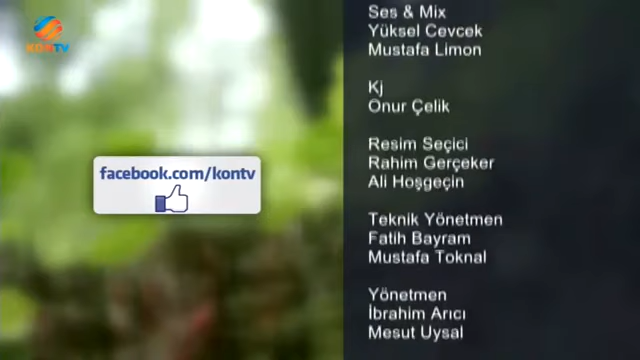 KONTV
facebook.com/kontv
Ses & Mix
Yüksel Cevcek
Mustafa Limon
Kj
Onur Çelik
Resim Seçici
Rahim Gerçeker
Ali Hoşgeçin
Teknik Yönetmen
Fatih Bayram
Mustafa Toknal
Yönetmen
İbrahim Arıcı
Mesut Uysal